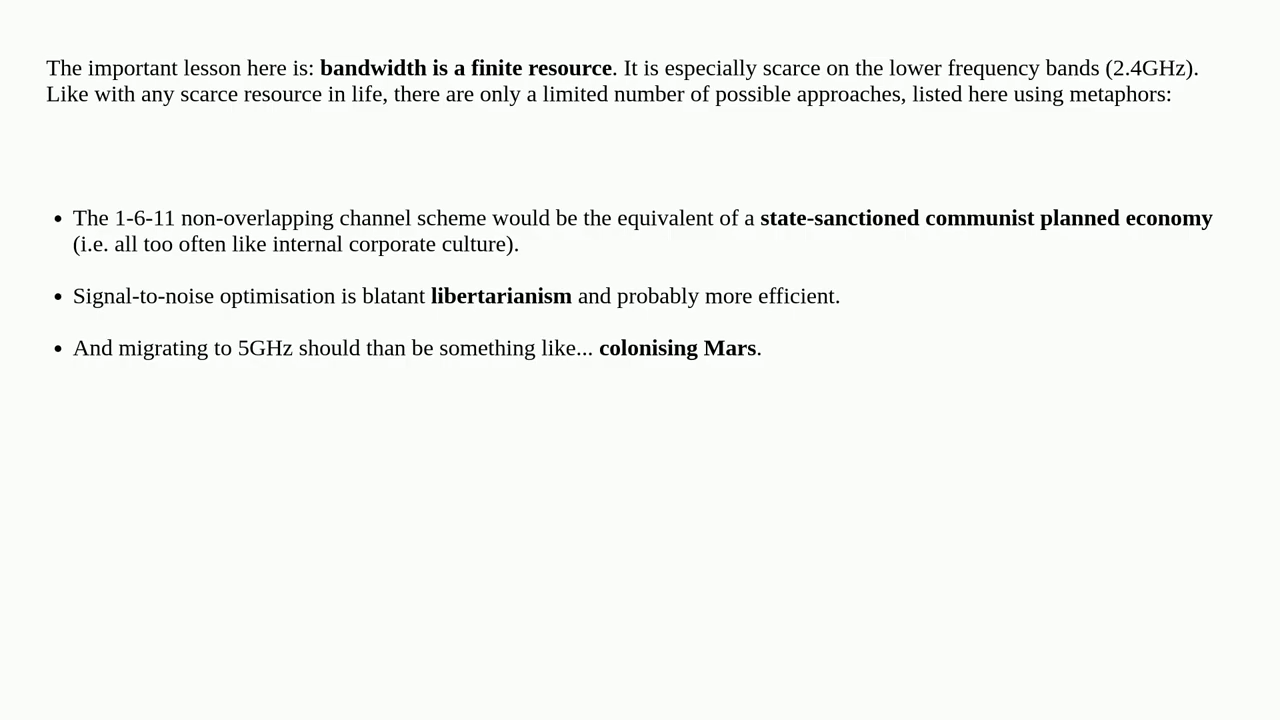 The important lesson here is: bandwidth is a finite resource. It is especially scarce on the lower frequency bands (2.4GHz).
Like with any scarce resource in life, there are only a limited number of possible approaches, listed here using metaphors:
• The 1-6-11 non-overlapping channel scheme would be the equivalent of a state-sanctioned communist planned economy
(i.e. all too often like internal corporate culture).
• Signal-to-noise optimisation is blatant libertarianism and probably more efficient.
• And migrating to 5GHz should than be something like... colonising Mars.